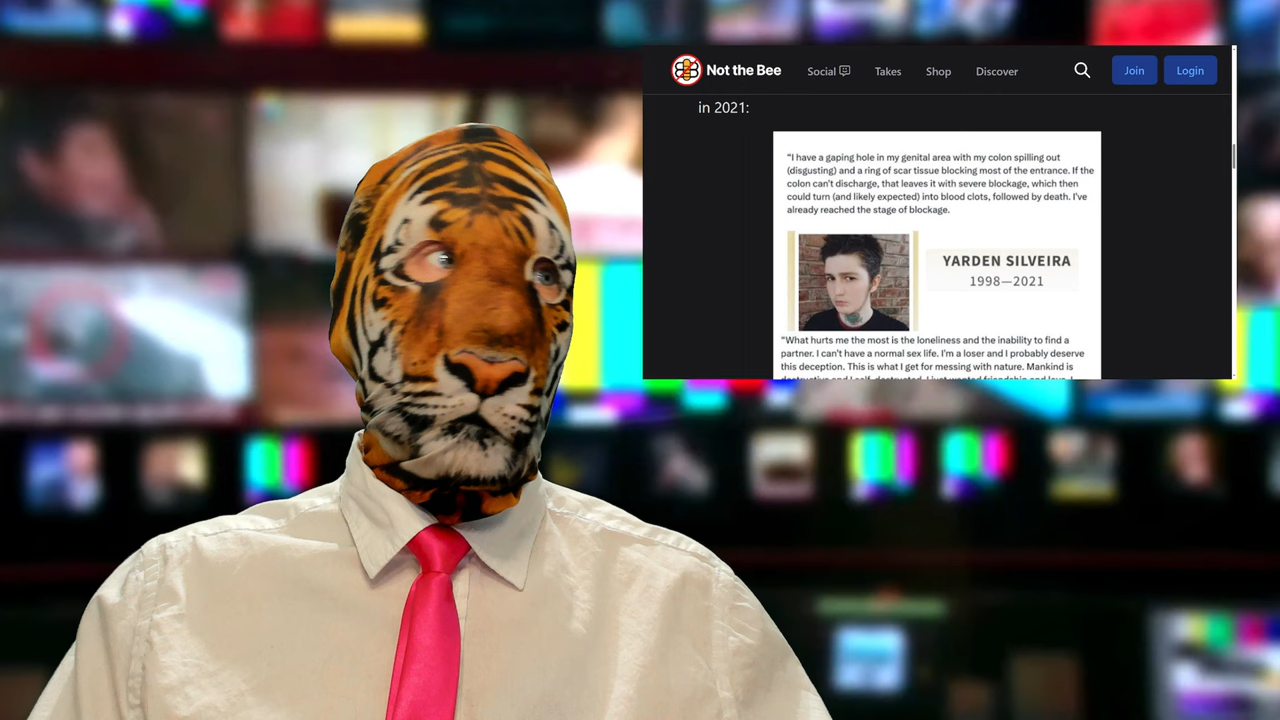 Not the Bee
Social
Takes
Shop
Discover
Join
Login
in 2021:
“I have a gaping hole in my genital area with my colon spilling out
(disgusting) and a ring of scar tissue blocking most of the entrance. If the
colon can't discharge, that leaves it with severe blockage, which then
could turn (and likely expected) into blood clots, followed by death. I've
already reached the stage of blockage.
YARDEN SILVEIRA
1998—2021
“What hurts me the most is the loneliness and the inability to find a
partner. I can't have a normal sex life. I'm a loser and I probably deserve
this deception. This is what I get for messing with nature. Mankind is